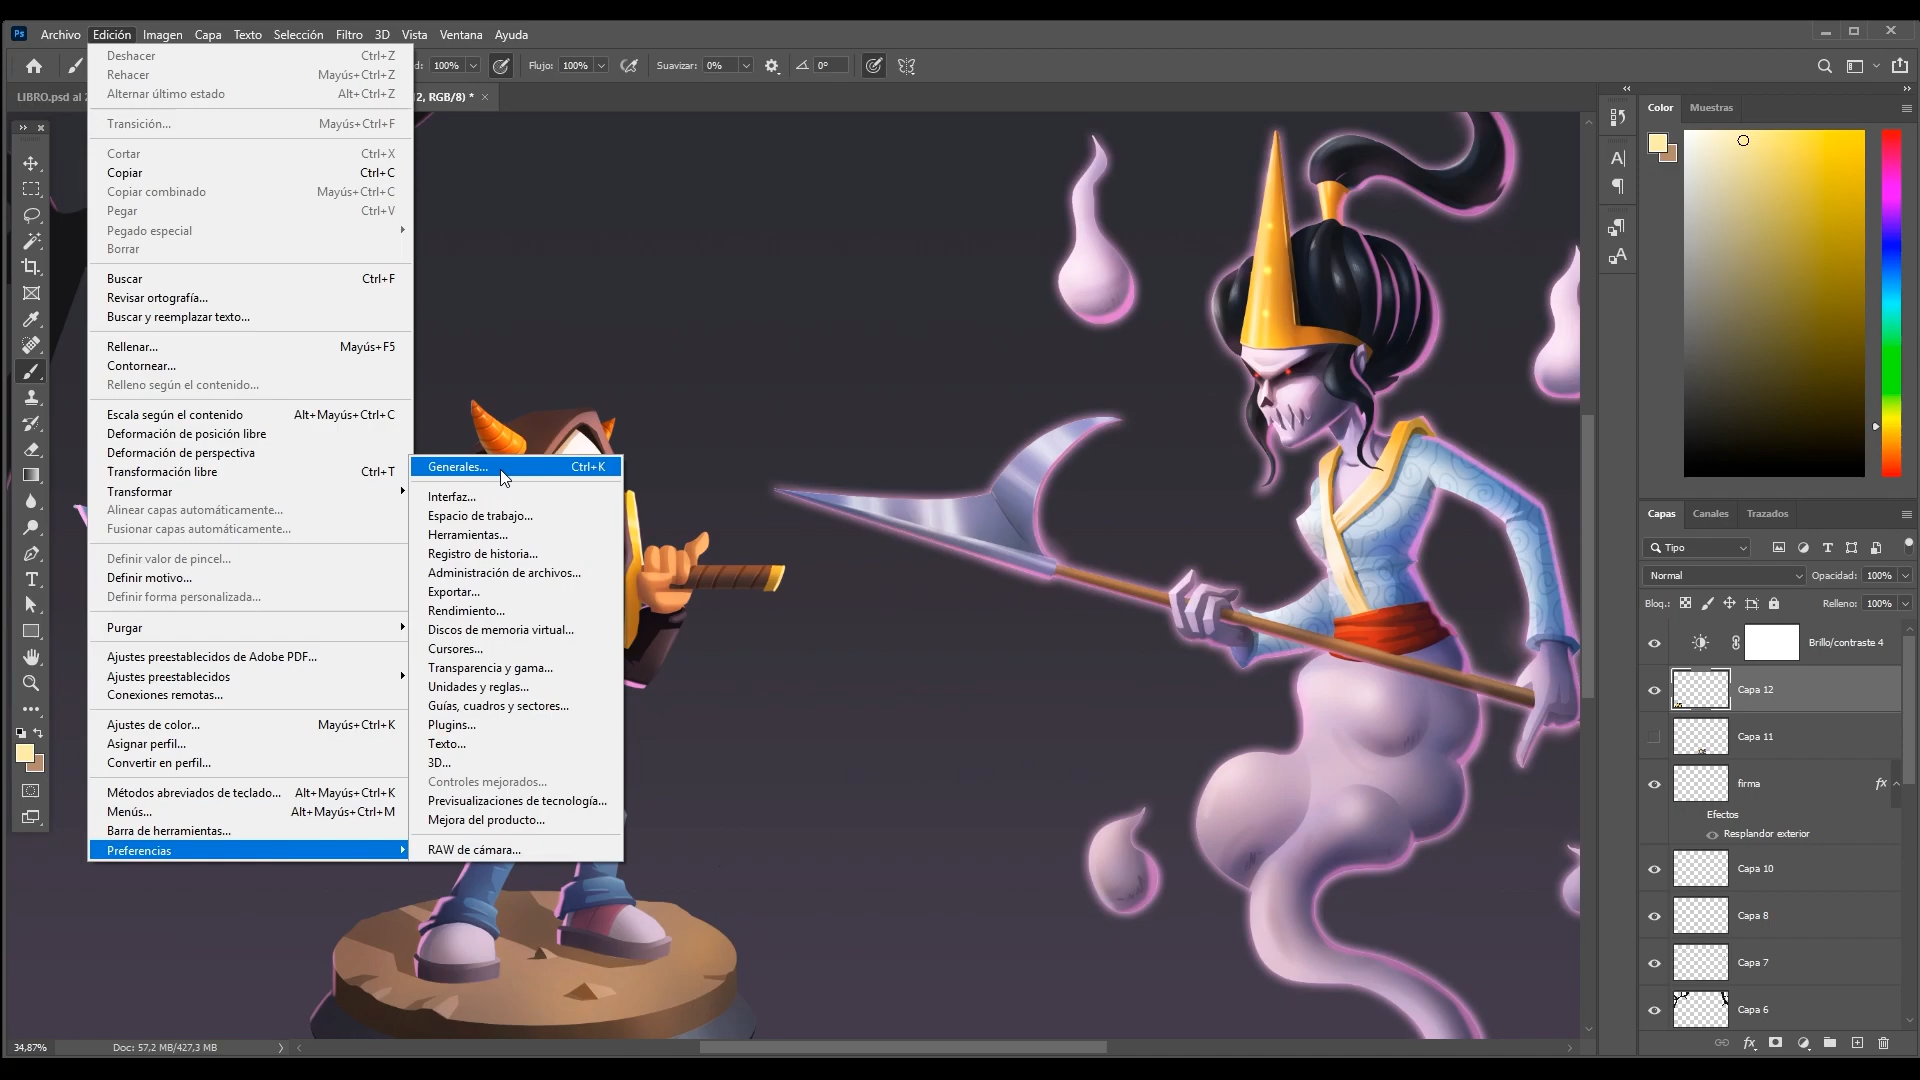 Ps Archivo Edición Imagen Capa Texto Selección Filtro 3D Vista Ventana Ayuda
100% Flujo: 100% Suavizar: 0% 0°
LIBRO.psd al 2, RGB/8) *
Deshacer Ctrl+Z
Rehacer Mayús+Ctrl+Z
Alternar último estado Alt+Ctrl+Z
Transición... Mayús+Ctrl+F
Cortar Ctrl+X
Copiar Ctrl+C
Copiar combinado Mayús+Ctrl+C
Pegar Ctrl+V
Pegado especial
Borrar
Buscar Ctrl+F
Revisar ortografía...
Buscar y reemplazar texto...
Rellenar... Mayús+F5
Contornear...
Relleno según el contenido...
Escala según el contenido Alt+Mayús+Ctrl+C
Deformación de posición libre
Deformación de perspectiva
Transformación libre Ctrl+T
Transformar
Alinear capas automáticamente...
Fusionar capas automáticamente...
Definir valor de pincel...
Definir motivo...
Definir forma personalizada...
Purgar
Ajustes preestablecidos de Adobe PDF...
Ajustes preestablecidos
Conexiones remotas...
Ajustes de color... Mayús+Ctrl+K
Asignar perfil...
Convertir en perfil...
Métodos abreviados de teclado... Alt+Mayús+Ctrl+K
Menús... Alt+Mayús+Ctrl+M
Barra de herramientas...
Preferencias
Generales... Ctrl+K
Interfaz...
Espacio de trabajo...
Herramientas...
Registro de historia...
Administración de archivos...
Exportar...
Rendimiento...
Discos de memoria virtual...
Cursores...
Transparencia y gama...
Unidades y reglas...
Guías, cuadros y sectores...
Plugins...
Texto...
3D...
Controles mejorados...
Previsualizaciones de tecnología...
Mejora del producto...
RAW de cámara...
Color Muestras
Capas Canales Trazados
Tipo
Normal Opacidad: 100%
Bloq.: Relleno: 100%
Brillo/contraste 4
Capa 12
Capa 11
firma fx
Efectos
Resplandor exterior
Capa 10
Capa 8
Capa 7
Capa 6
34,87% Doc: 57,2 MB/427,3 MB